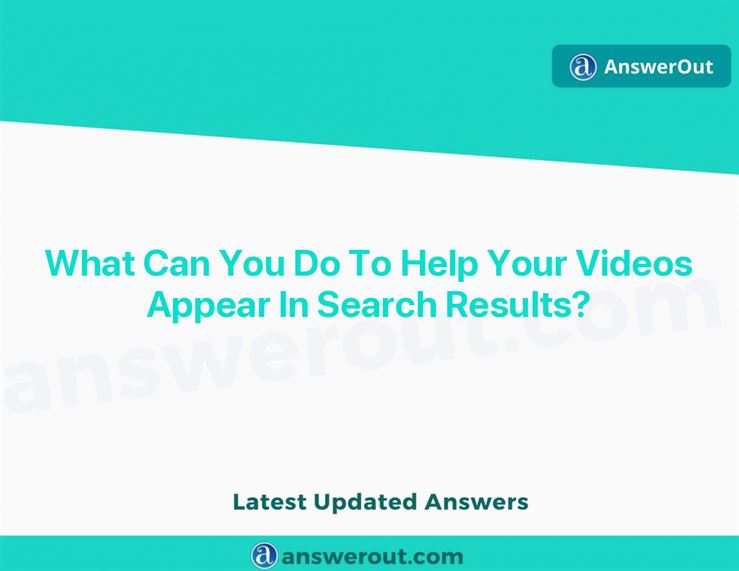 AnswerOut
What Can You Do To Help Your Videos
Appear In Search Results?
answerout.com
Latest Updated Answers
answerout.com